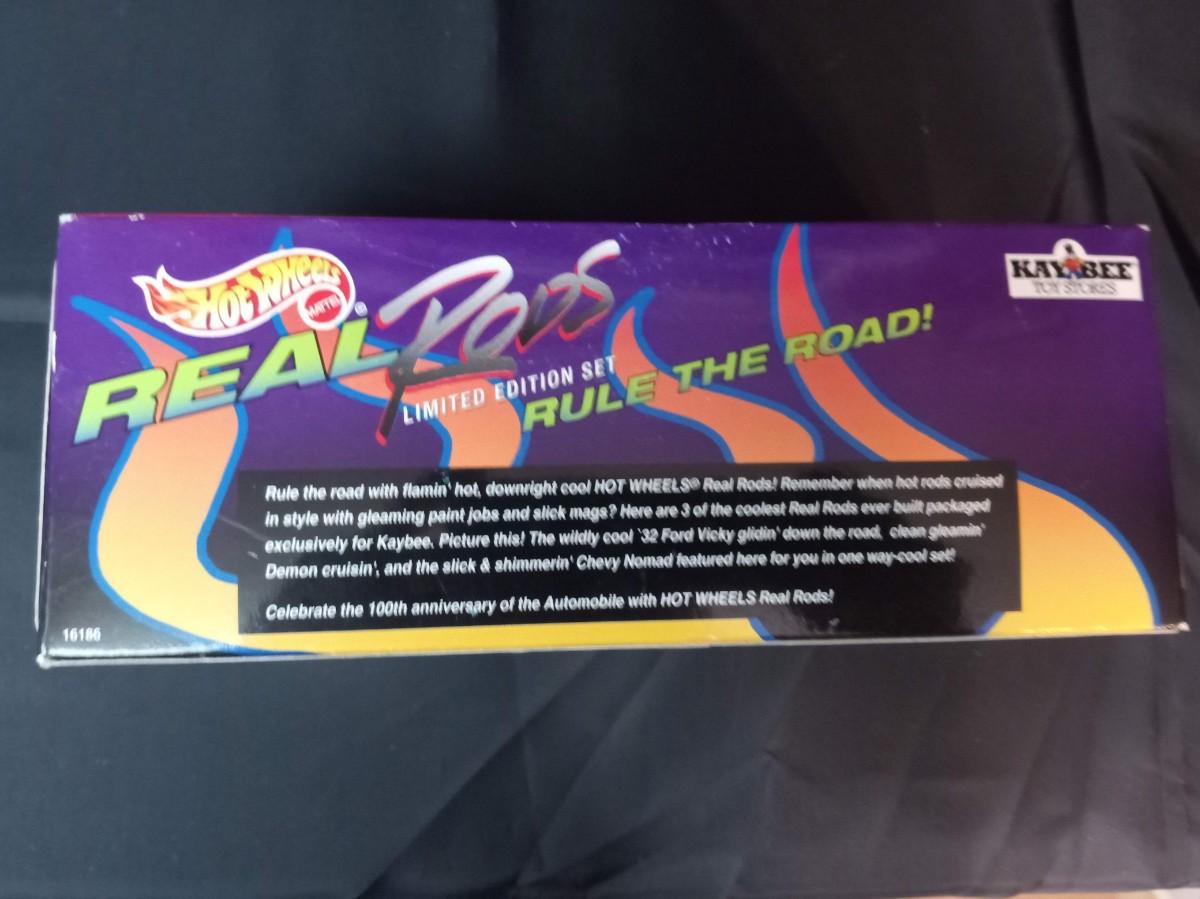 HOT WHEELS
MATTEL
®
REAL RODS
LIMITED EDITION SET
RULE THE ROAD!
KAY BEE
TOY STORES
Rule the road with flamin' hot, downright cool HOT WHEELS® Real Rods! Remember when hot rods cruised
in style with gleaming paint jobs and slick mags? Here are 3 of the coolest Real Rods ever built packaged
exclusively for Kaybee. Picture this! The wildly cool `32 Ford Vicky glidin' down the road, clean gleamin'
Demon cruisin', and the slick & shimmerin' Chevy Nomad featured here for you in one way-cool set!
Celebrate the 100th anniversary of the Automobile with HOT WHEELS Real Rods!
16186